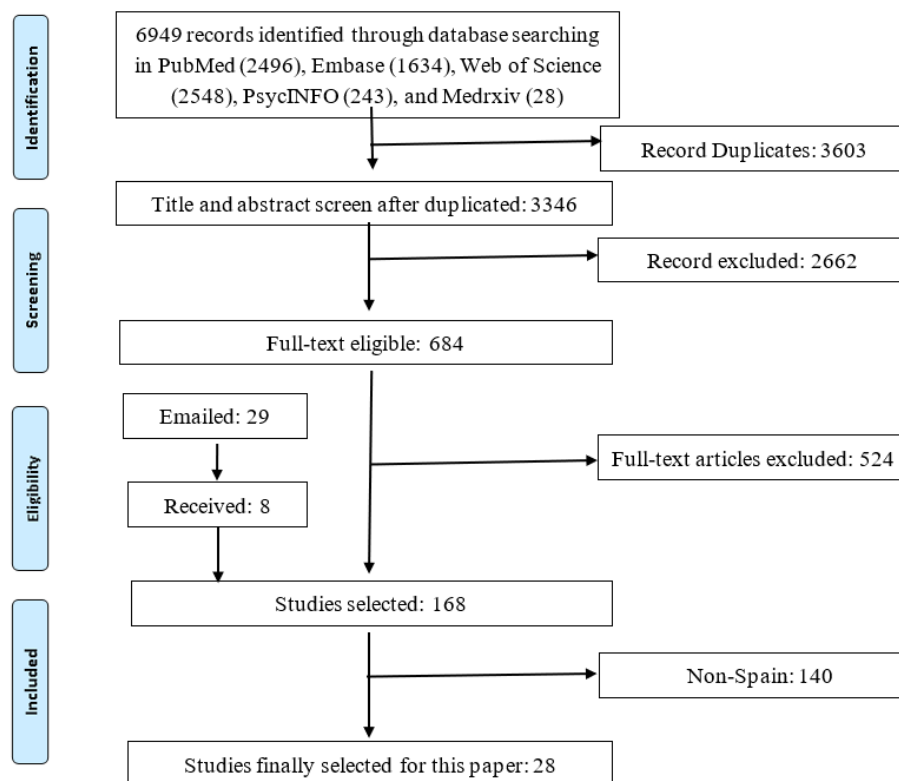 Identification
6949 records identified through database searching
in PubMed (2496), Embase (1634), Web of Science
(2548), PsycINFO (243), and Medrxiv (28)
Record Duplicates: 3603
Title and abstract screen after duplicated: 3346
Screening
Record excluded: 2662
Full-text eligible: 684
Eligibility
Emailed: 29
Full-text articles excluded: 524
Received: 8
Studies selected: 168
Included
Non-Spain: 140
Studies finally selected for this paper: 28